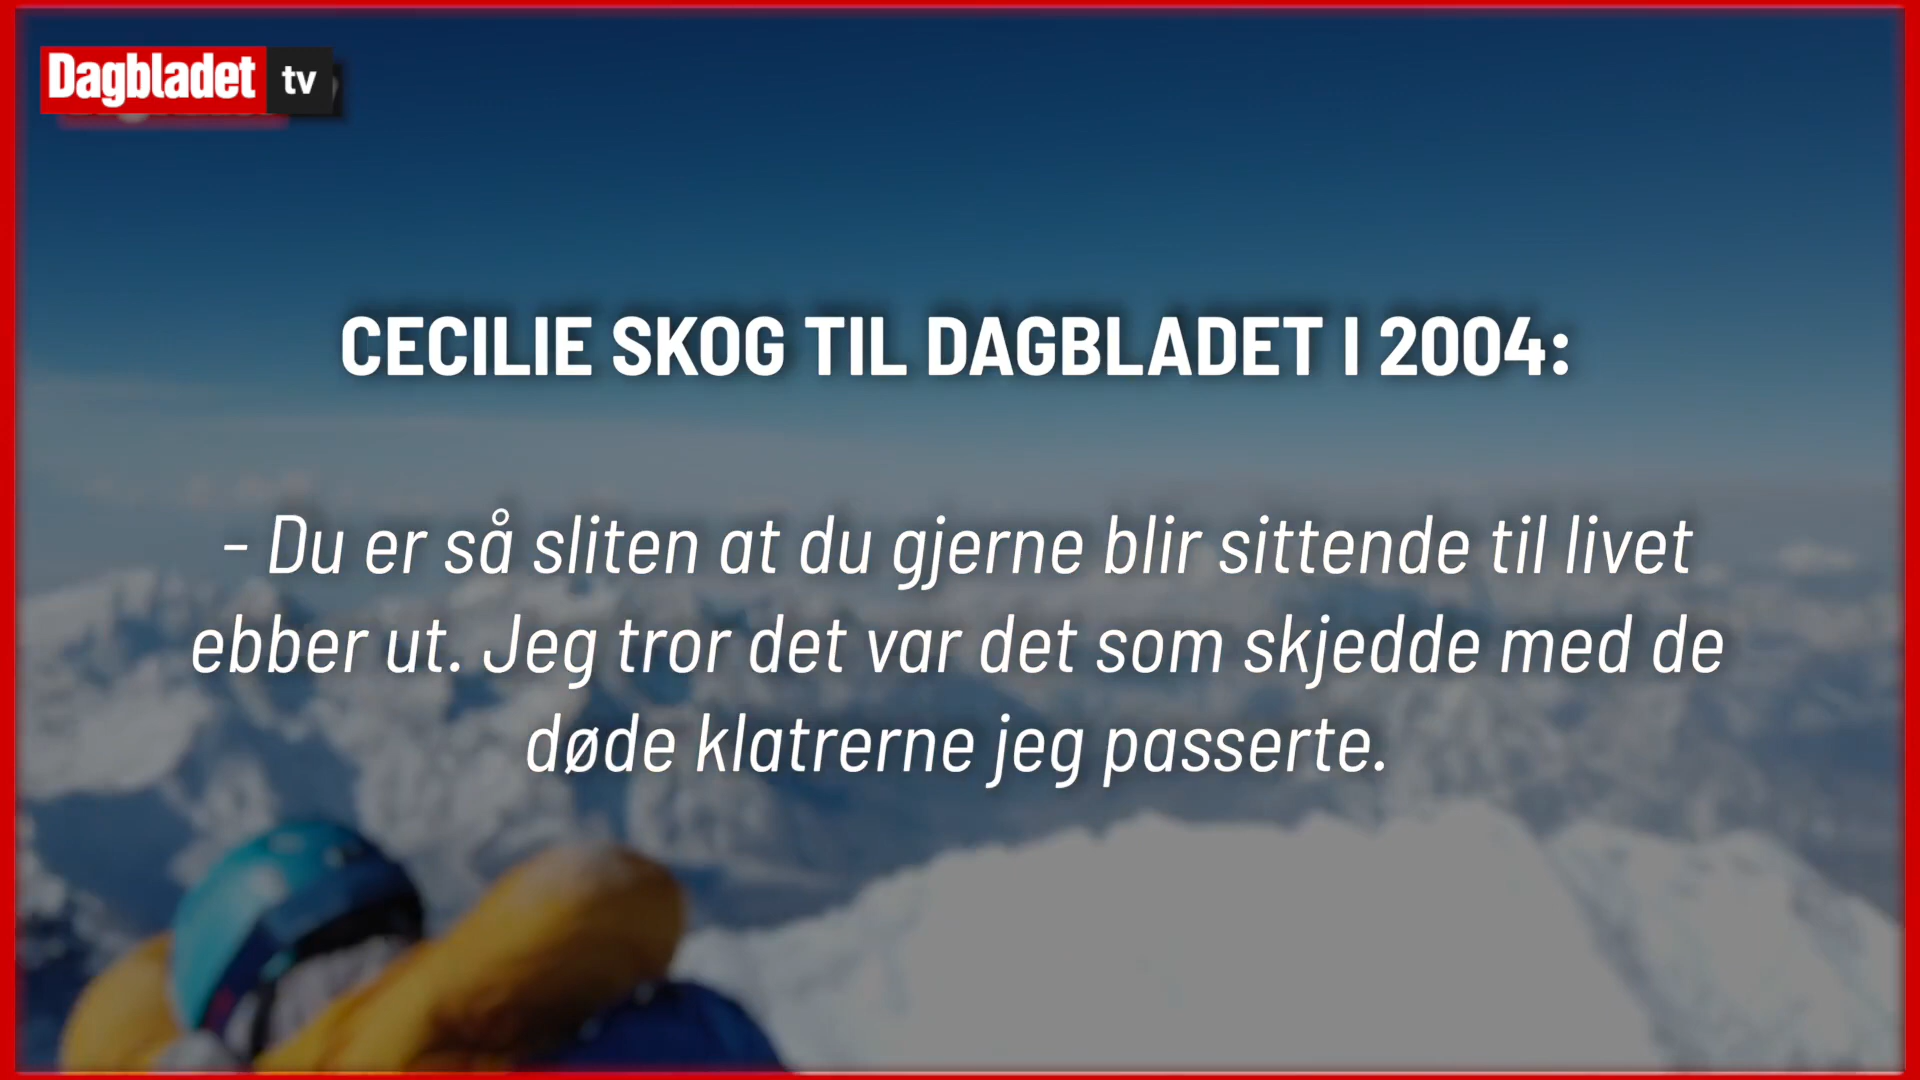 Dagbladet tv
CECILIE SKOG TIL DAGBLADET I 2004:
- Du er så sliten at du gjerne blir sittende til livet
ebber ut. Jeg tror det var det som skjedde med de
døde klatrerne jeg passerte.